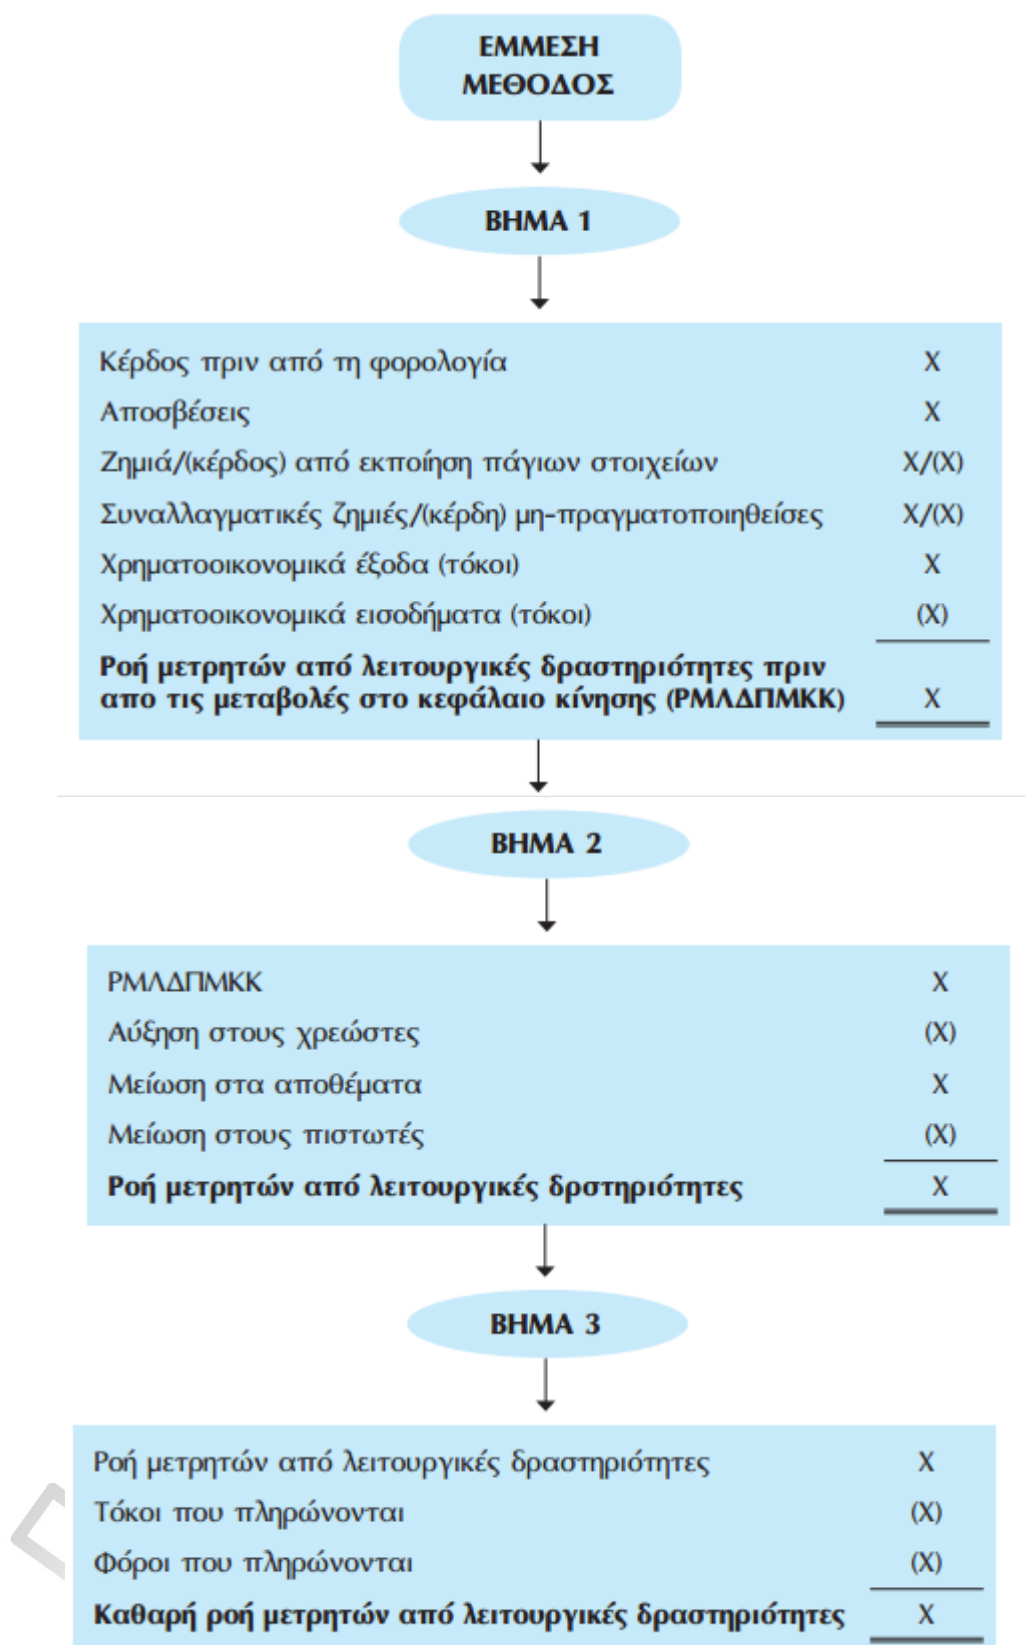 ΕΜΜΕΣΗ
ΜΕΘΟΔΟΣ
ΒΗΜΑ 1
Κέρδος πριν από τη φορολογία Χ
Αποσβέσεις Χ
Ζημιά/(κέρδος) από εκποίηση πάγιων στοιχείων Χ/(Χ)
Συναλλαγματικές ζημιές/(κέρδη) μη-πραγματοποιηθείσες Χ/(Χ)
Χρηματοοικονομικά έξοδα (τόκοι) Χ
Χρηματοοικονομικά εισοδήματα (τόκοι) (Χ)
Ροή μετρητών από λειτουργικές δραστηριότητες πριν
απο τις μεταβολές στο κεφάλαιο κίνησης (ΡΜΛΔΠΜΚΚ) Χ
ΒΗΜΑ 2
ΡΜΛΔΠΜΚΚ Χ
Αύξηση στους χρεώστες (Χ)
Μείωση στα αποθέματα Χ
Μείωση στους πιστωτές (Χ)
Ροή μετρητών από λειτουργικές δρστηριότητες Χ
ΒΗΜΑ 3
Ροή μετρητών από λειτουργικές δραστηριότητες Χ
Τόκοι που πληρώνονται (Χ)
Φόροι που πληρώνονται (Χ)
Καθαρή ροή μετρητών από λειτουργικές δραστηριότητες Χ